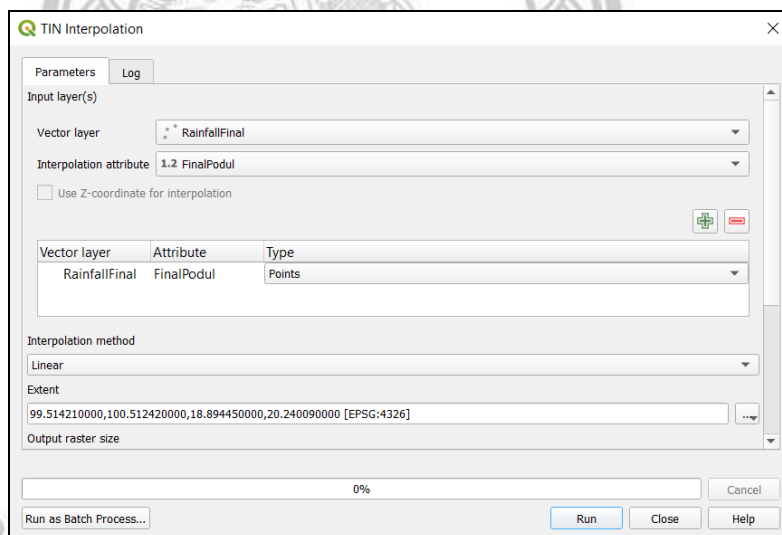 TIN Interpolation
Parameters Log
Input layer(s)
Vector layer RainfallFinal
Interpolation attribute 1.2 FinalPodul
Use Z-coordinate for interpolation
Vector layer Attribute Type
RainfallFinal FinalPodul Points
Interpolation method
Linear
Extent
99.514210000,100.512420000,18.894450000,20.240090000 [EPSG:4326]
...
Output raster size
0% Cancel
Run as Batch Process... Run Close Help